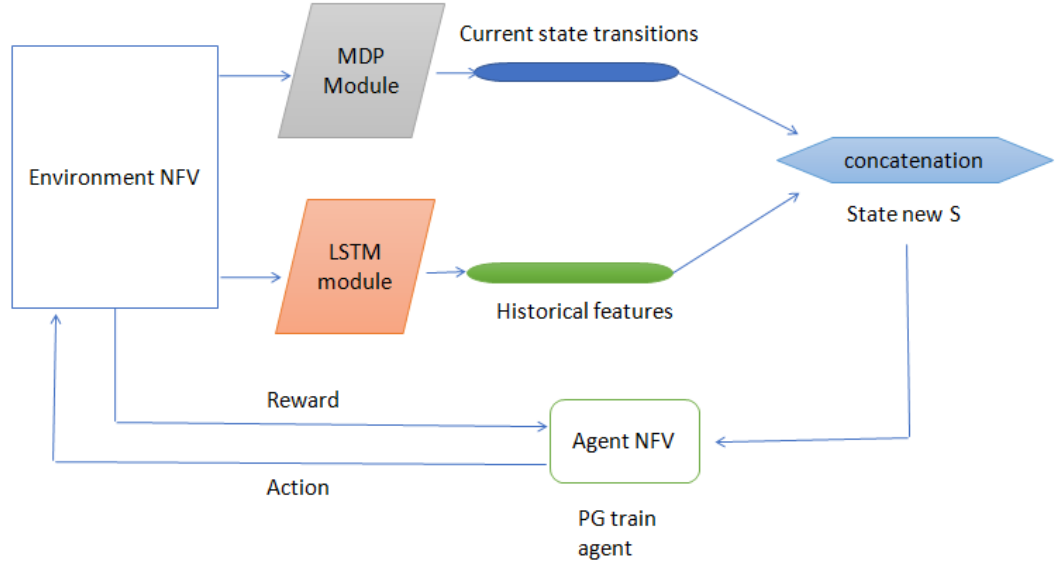 Current state transitions
MDP
Module
Environment NFV
concatenation
State new S
LSTM
module
Historical features
Reward
Agent NFV
Action
PG train
agent